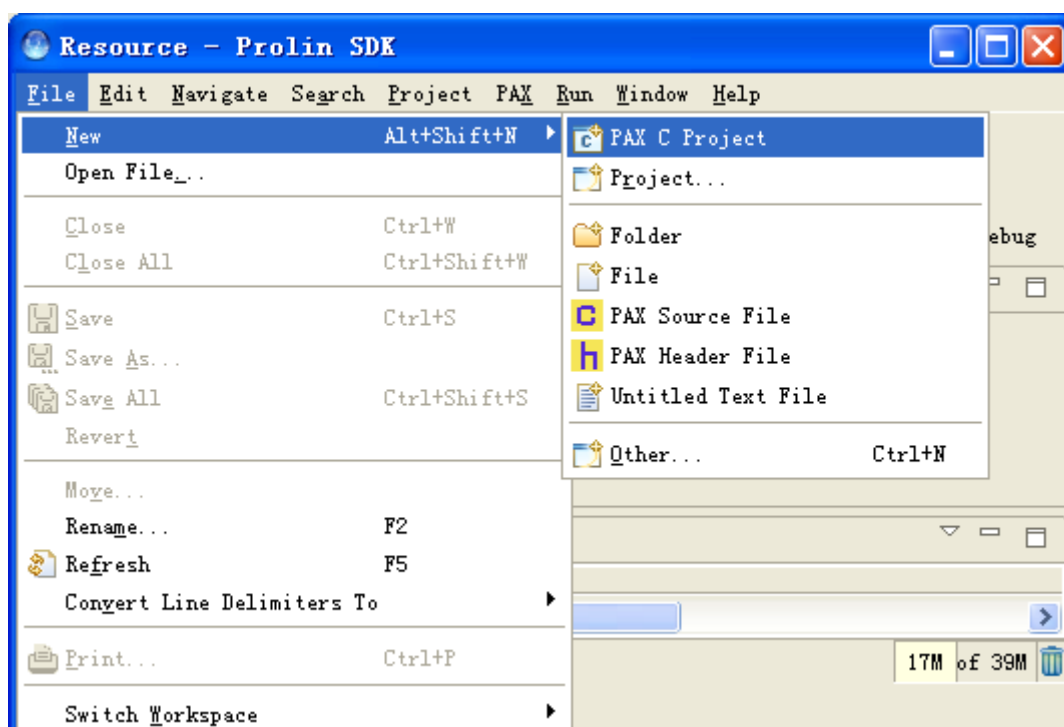 Resource - Prolin SDK
File Edit Navigate Search Project PAX Run Window Help
New Alt+Shift+N
Open File...
Close Ctrl+W
Close All Ctrl+Shift+W
Save Ctrl+S
Save As...
Save All Ctrl+Shift+S
Revert
Move...
Rename... F2
Refresh F5
Convert Line Delimiters To
Print... Ctrl+P
Switch Workspace
PAX C Project
Project...
Folder
File
PAX Source File
PAX Header File
Untitled Text File
Other... Ctrl+N
ebug
17M of 39M